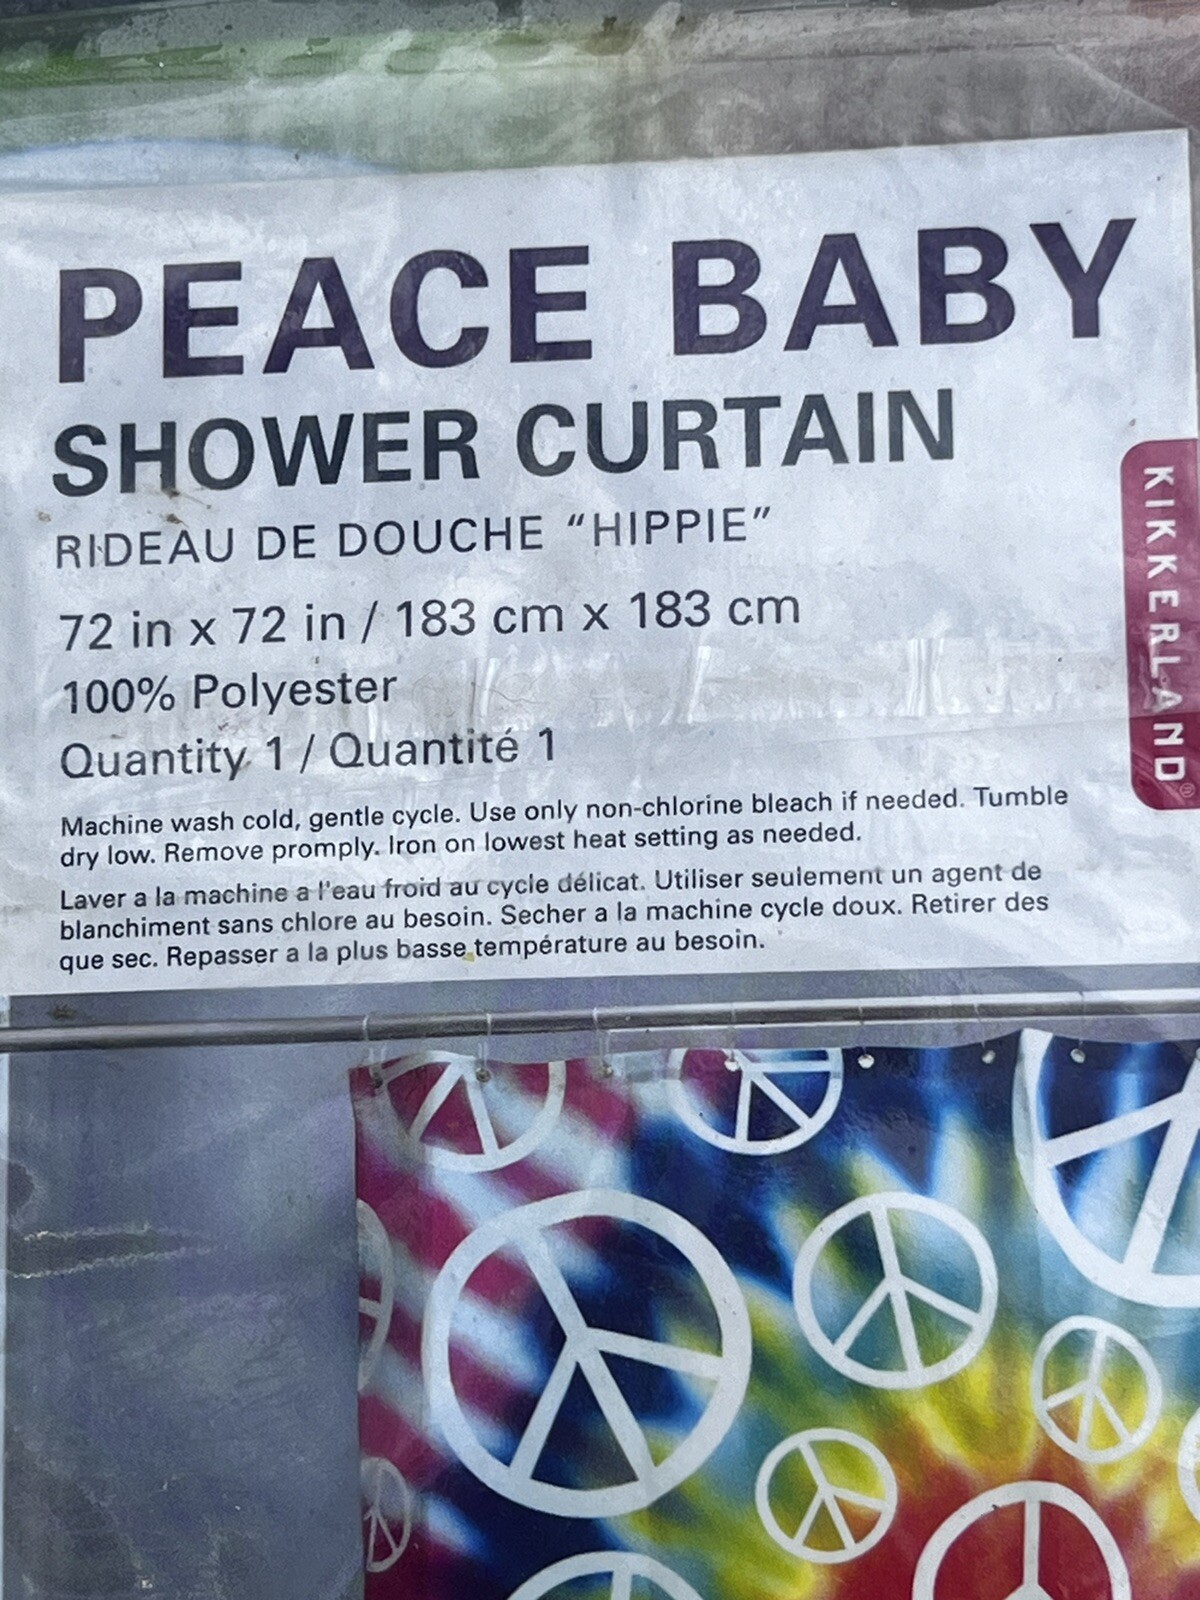 PEACE BABY
SHOWER CURTAIN
RIDEAU DE DOUCHE “HIPPIE”
72 in x 72 in / 183 cm x 183 cm
100% Polyester
Quantity 1 / Quantité 1
Machine wash cold, gentle cycle. Use only non-chlorine bleach if needed. Tumble
dry low. Remove promply. Iron on lowest heat setting as needed.
Laver a la machine a l'eau froid au cycle délicat. Utiliser seulement un agent de
blanchiment sans chlore au besoin. Secher a la machine cycle doux. Retirer des
que sec. Repasser a la plus basse température au besoin.
KIKKERLAND®